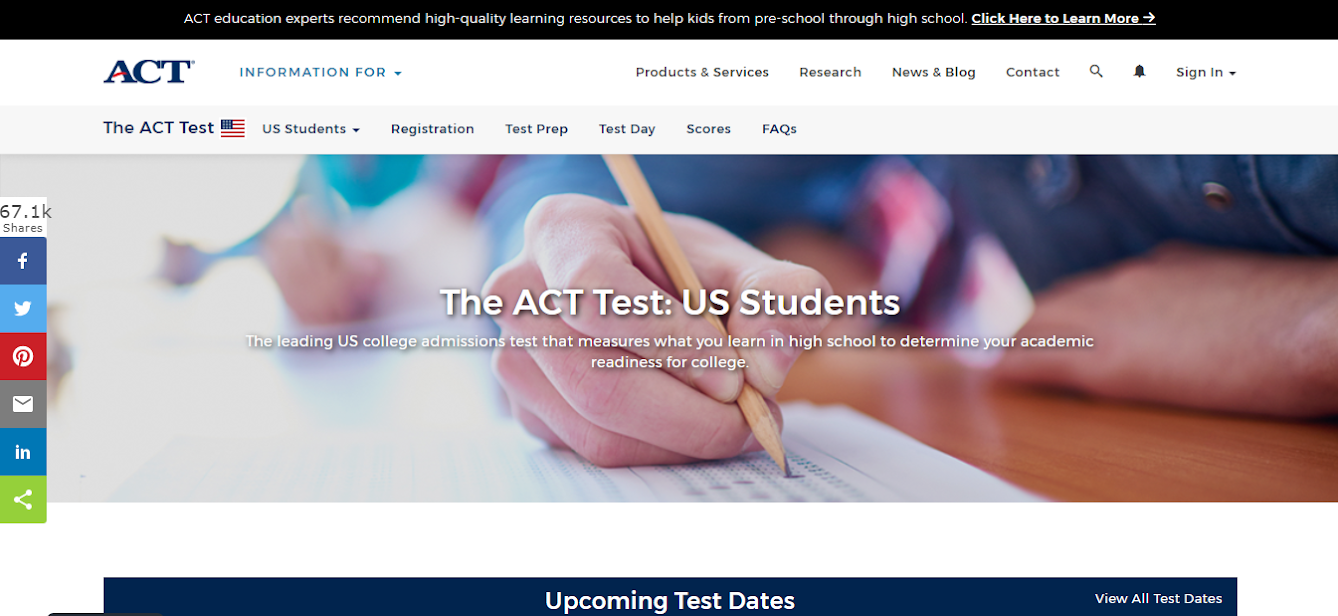 ACT education experts recommend high-quality learning resources to help kids from pre-school through high school. Click Here to Learn More →
ACT®
INFORMATION FOR
Products & Services
Research
News & Blog
Contact
Sign In
The ACT Test
US Students
Registration
Test Prep
Test Day
Scores
FAQs
67.1k
Shares
The ACT Test: US Students
The leading US college admissions test that measures what you learn in high school to determine your academic
readiness for college.
Upcoming Test Dates
View All Test Dates